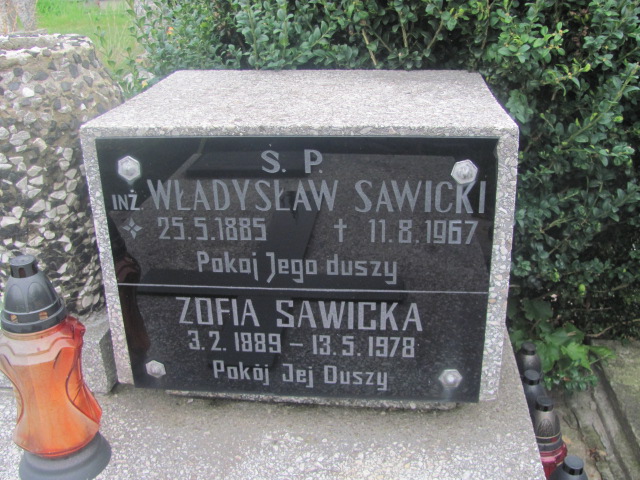 Ś. P.
INŻ. WŁADYSŁAW SAWICKI
25.5.1885 † 11.8.1967
Pokoj Jego duszy
ZOFIA SAWICKA
3.2.1889 – 13.5.1978
Pokój Jej Duszy